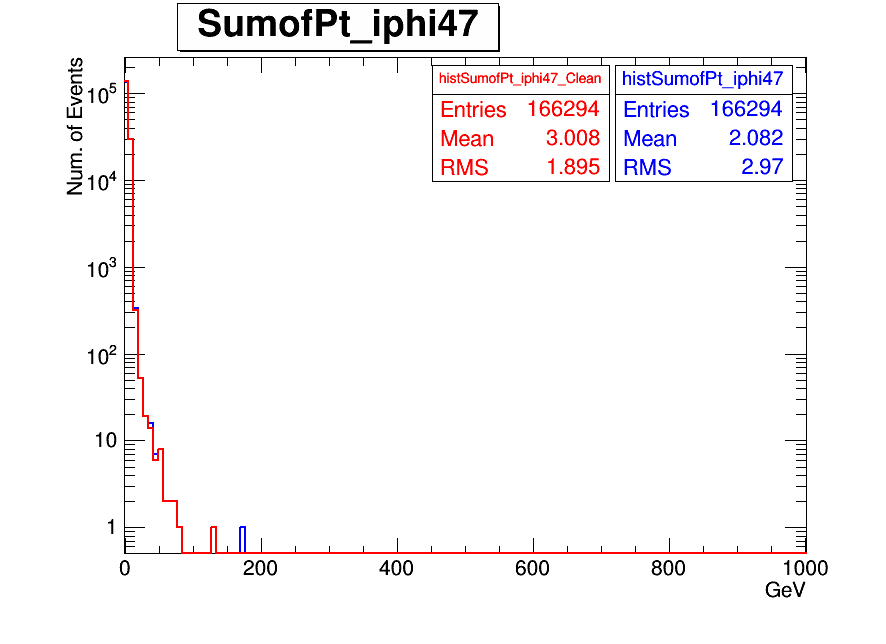 SumofPt_iphi47
Num. of Events
histSumofPt_iphi47_Clean
Entries 166294
Mean 3.008
RMS 1.895
histSumofPt_iphi47
Entries 166294
Mean 2.082
RMS 2.97
10^5
10^4
10^3
10^2
10
1
0 200 400 600 800 1000
GeV